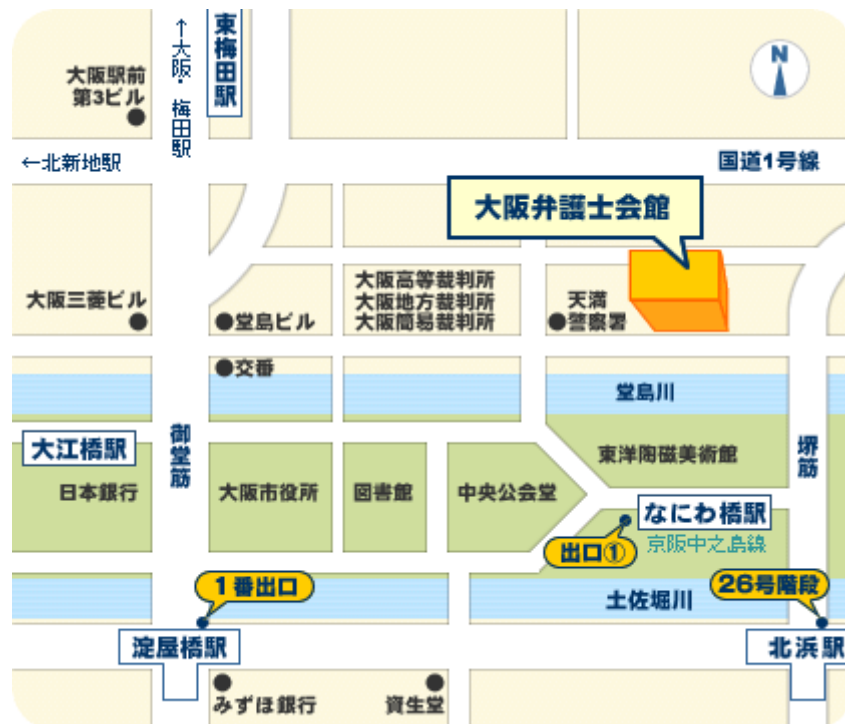 ↑大阪・梅田駅
東梅田駅
N
大阪駅前
第3ビル
←北新地駅
国道1号線
大阪弁護士会館
大阪三菱ビル
堂島ビル
大阪高等裁判所
大阪地方裁判所
大阪簡易裁判所
天満
警察署
交番
堂島川
御堂筋
堺筋
大江橋駅
日本銀行
大阪市役所
図書館
中央公会堂
東洋陶磁美術館
なにわ橋駅
京阪中之島線
出口①
1番出口
土佐堀川
26号階段
淀屋橋駅
北浜駅
みずほ銀行
資生堂